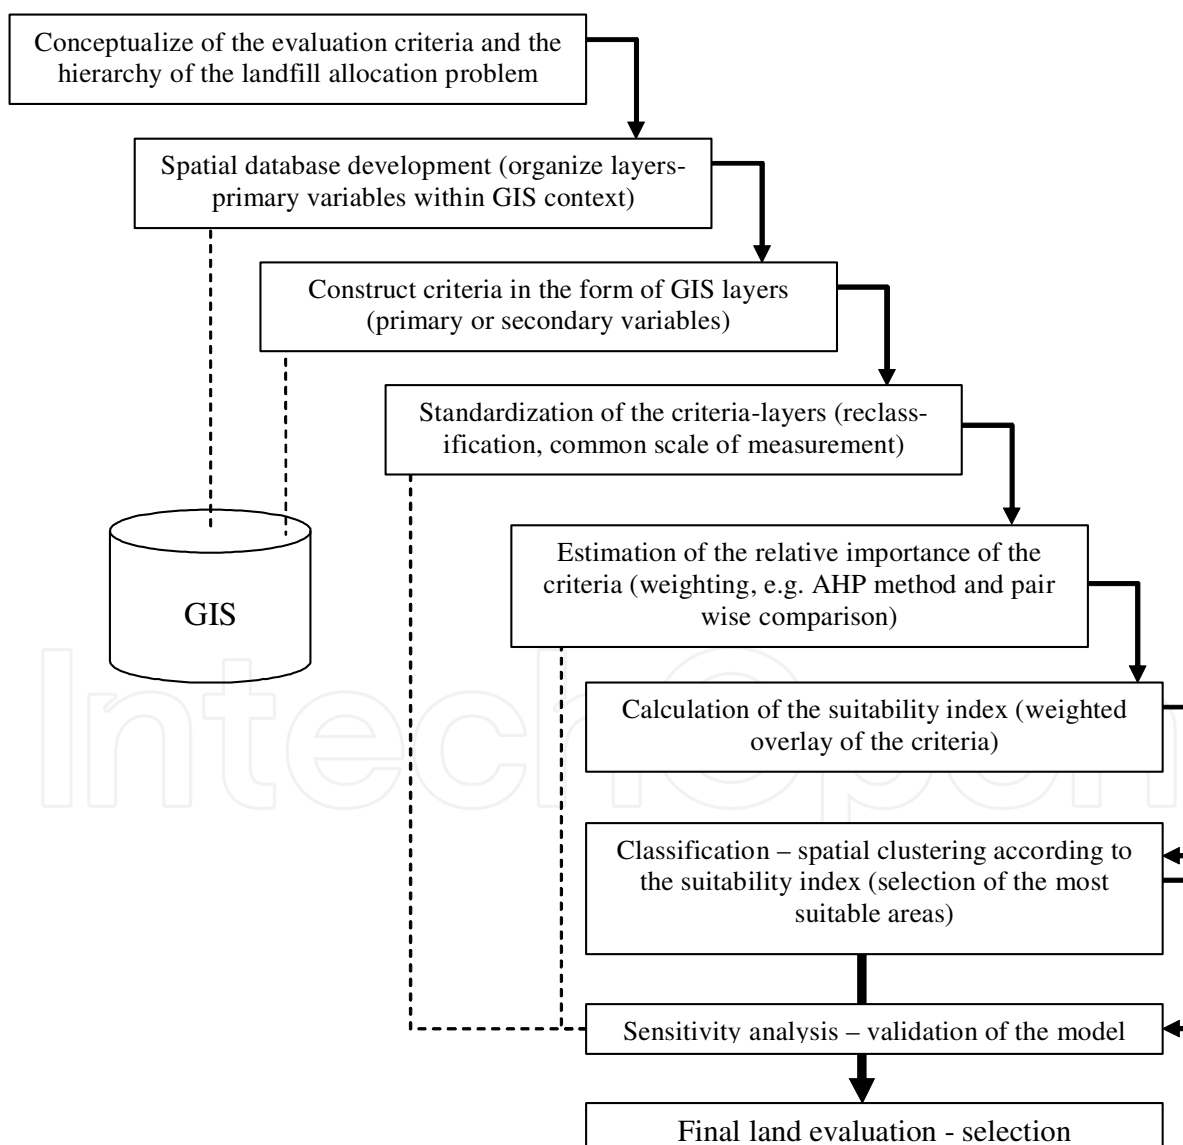 Conceptualize of the evaluation criteria and the
hierarchy of the landfill allocation problem
Spatial database development (organize layers-
primary variables within GIS context)
Construct criteria in the form of GIS layers
(primary or secondary variables)
Standardization of the criteria-layers (reclass-
ification, common scale of measurement)
Estimation of the relative importance of the
criteria (weighting, e.g. AHP method and pair
wise comparison)
GIS
Calculation of the suitability index (weighted
overlay of the criteria)
IntechOpen
Classification – spatial clustering according to
the suitability index (selection of the most
suitable areas)
Sensitivity analysis – validation of the model
Final land evaluation - selection